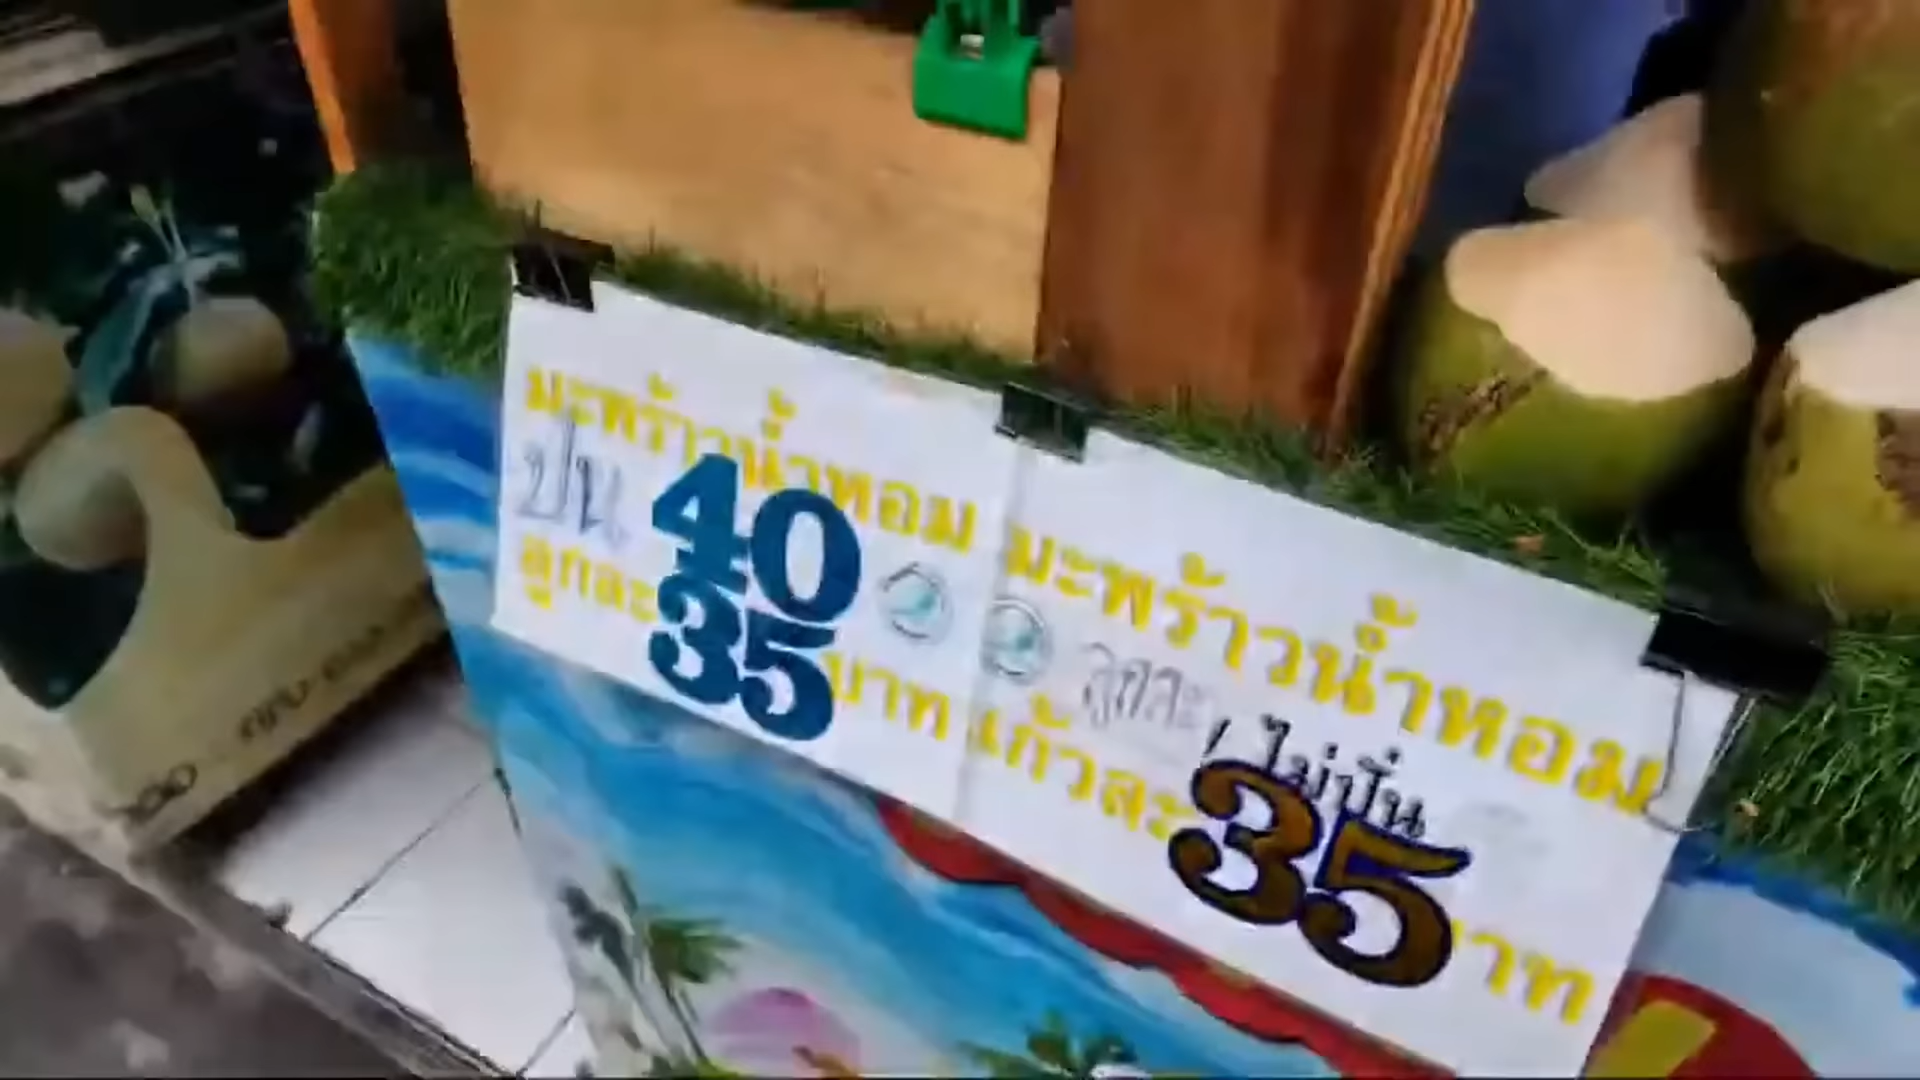 มะพร้าวน้ำหอม
ปั่น 40
ลูกละ 35 บาท
มะพร้าวน้ำหอม
ลูกละ / ไม่ปั่น
แก้วละ 35 บาท